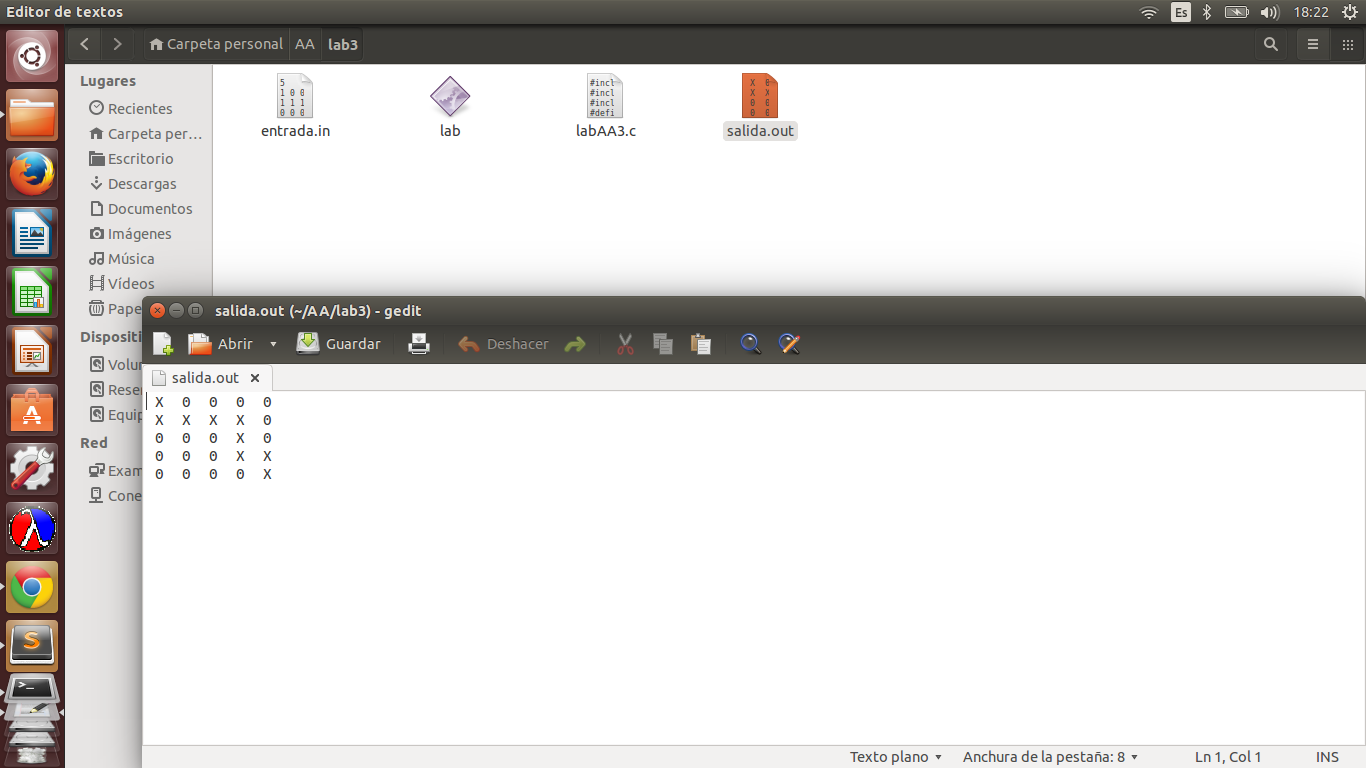 Editor de textos
Es
18:22
Carpeta personal
AA
lab3
Lugares
Recientes
Carpeta per…
Escritorio
Descargas
Documentos
Imágenes
Música
Vídeos
Pape
Dispositi
Volu
Rese
Equip
Red
Exam
Cone
5
1 0 0
1 1 1
0 0 0
entrada.in
lab
#incl
#incl
#incl
#defi
labAA3.c
X 0
X X
0 0
0 0
salida.out
salida.out (~/AA/lab3) - gedit
Abrir
Guardar
Deshacer
salida.out
X 0 0 0 0
X X X X 0
0 0 0 X 0
0 0 0 X X
0 0 0 0 X
Texto plano
Anchura de la pestaña: 8
Ln 1, Col 1
INS